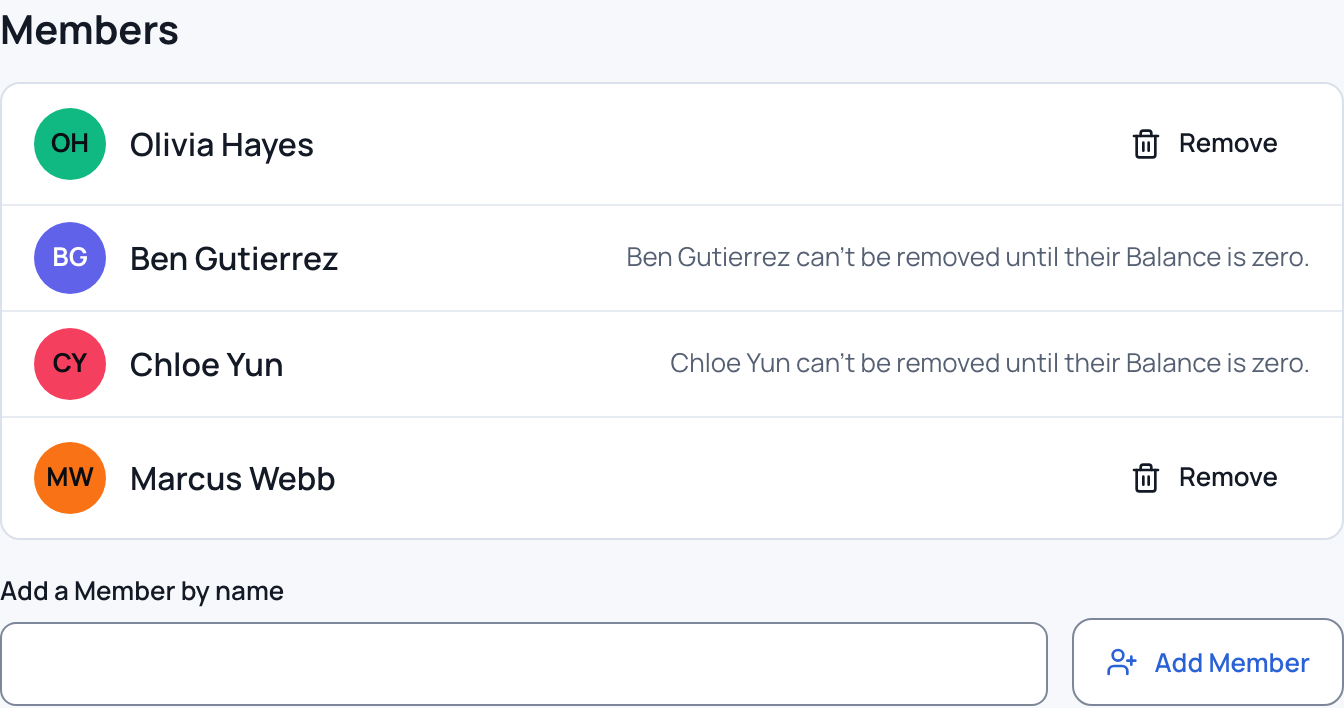 Members
OH Olivia Hayes Remove
BG Ben Gutierrez Ben Gutierrez can’t be removed until their Balance is zero.
CY Chloe Yun Chloe Yun can’t be removed until their Balance is zero.
MW Marcus Webb Remove
Add a Member by name
Add Member